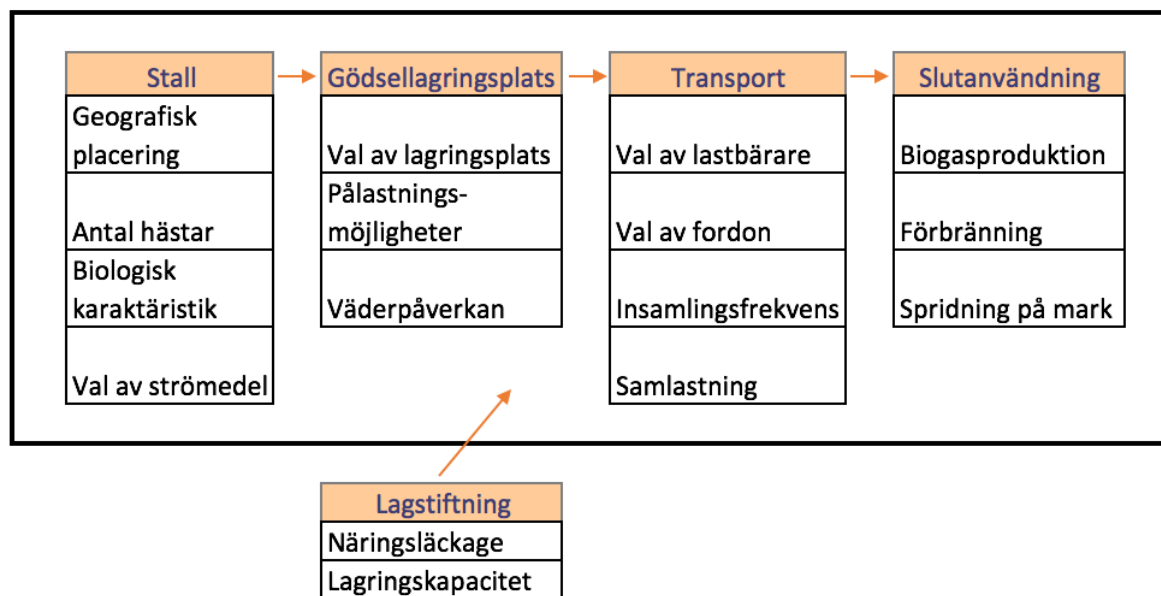 Stall
Geografisk
placering
Antal hästar
Biologisk
karaktäristik
Val av strömedel
Gödsellagringsplats
Val av lagringsplats
Pålastnings-
möjligheter
Väderpåverkan
Transport
Val av lastbärare
Val av fordon
Insamlingsfrekvens
Samlastning
Slutanvändning
Biogasproduktion
Förbränning
Spridning på mark
Lagstiftning
Näringsläckage
Lagringskapacitet